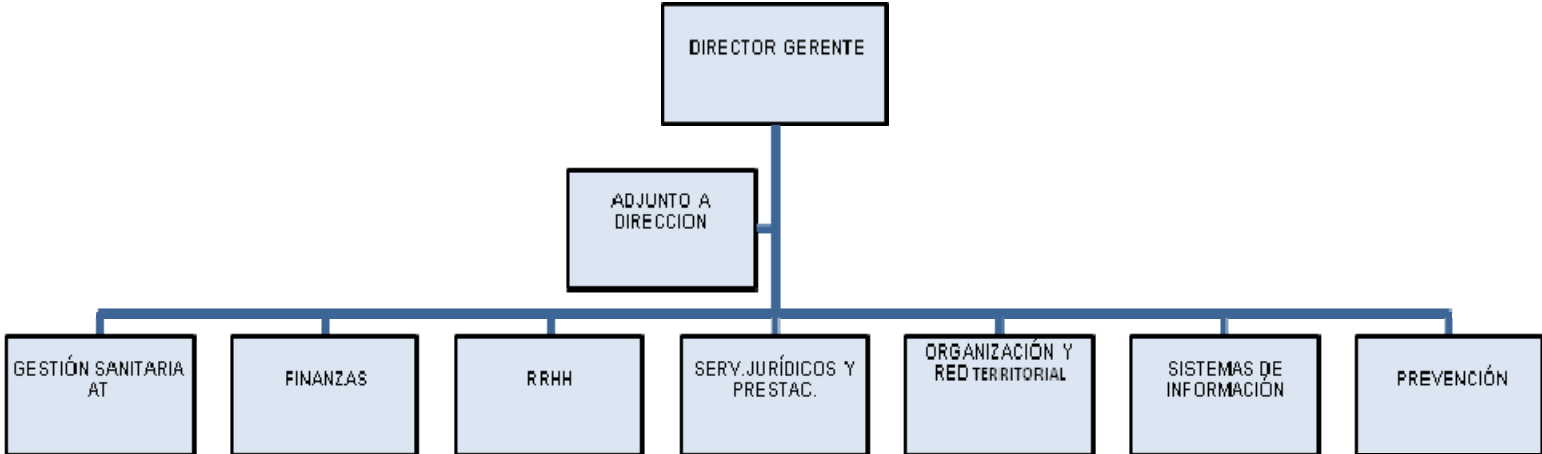 DIRECTOR GERENTE
ADJUNTO A
DIRECCION
GESTIÓN SANITARIA
AT
FINANZAS
RRHH
SERV.JURÍDICOS Y
PRESTAC.
ORGANIZACIÓN Y
RED TERRITORIAL
SISTEMAS DE
INFORMACIÓN
PREVENCIÓN